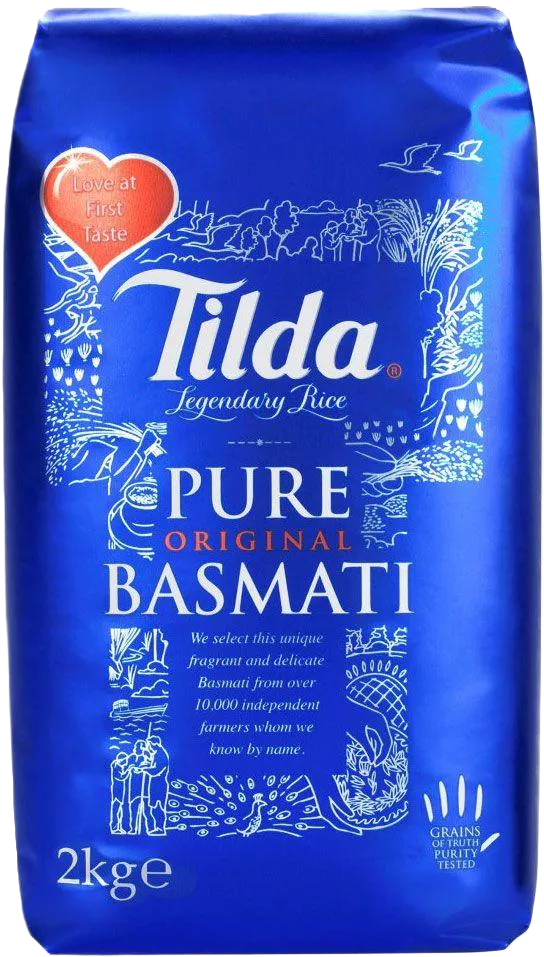 Love at
First
Taste
Tilda®
Legendary Rice
PURE
ORIGINAL
BASMATI
We select this unique
fragrant and delicate
Basmati from over
10,000 independent
farmers whom we
know by name.
GRAINS
OF TRUTH
PURITY
TESTED
2kg℮